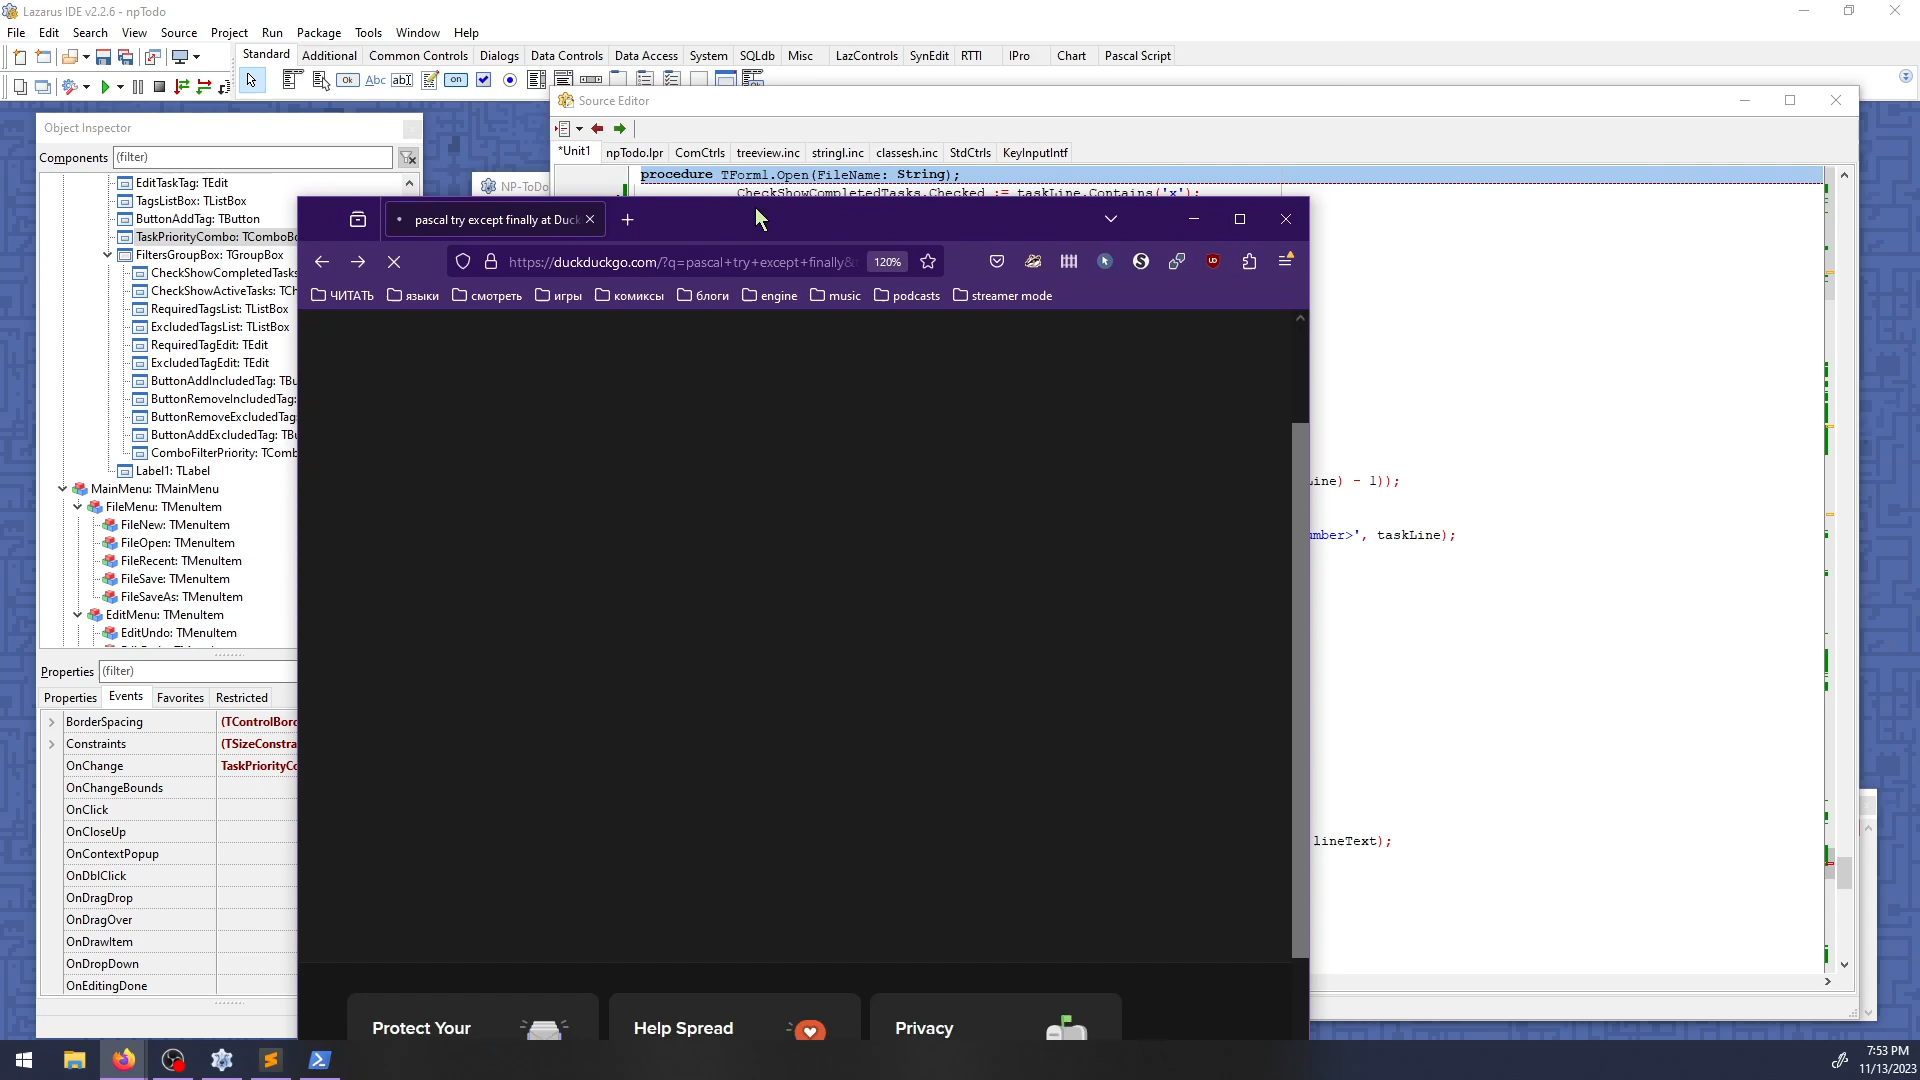 Lazarus IDE v2.2.6 - npTodo
File Edit Search View Source Project Run Package Tools Window Help
Standard Additional Common Controls Dialogs Data Controls Data Access System SQLdb Misc LazControls SynEdit RTTI IPro Chart Pascal Script
Ok Abc abI on
Source Editor
*Unit1 npTodo.lpr ComCtrls treeview.inc stringl.inc classesh.inc StdCtrls KeyInputIntf
procedure TForm1.Open(FileName: String);
CheckShowCompletedTasks.Checked := taskLine.Contains('x');
Line) - 1));
umber>', taskLine);
lineText);
NP-ToDo
Object Inspector
Components (filter)
EditTaskTag: TEdit
TagsListBox: TListBox
ButtonAddTag: TButton
TaskPriorityCombo: TComboBo
FiltersGroupBox: TGroupBox
CheckShowCompletedTasks
CheckShowActiveTasks: TCh
RequiredTagsList: TListBox
ExcludedTagsList: TListBox
RequiredTagEdit: TEdit
ExcludedTagEdit: TEdit
ButtonAddIncludedTag: TBu
ButtonRemoveIncludedTag:
ButtonRemoveExcludedTag
ButtonAddExcludedTag: TBu
ComboFilterPriority: TComb
Label1: TLabel
MainMenu: TMainMenu
FileMenu: TMenuItem
FileNew: TMenuItem
FileOpen: TMenuItem
FileRecent: TMenuItem
FileSave: TMenuItem
FileSaveAs: TMenuItem
EditMenu: TMenuItem
EditUndo: TMenuItem
Properties (filter)
Properties Events Favorites Restricted
BorderSpacing (TControlBord
Constraints (TSizeConstra
OnChange TaskPriorityCo
OnChangeBounds
OnClick
OnCloseUp
OnContextPopup
OnDblClick
OnDragDrop
OnDragOver
OnDrawItem
OnDropDown
OnEditingDone
pascal try except finally at Duck
https://duckduckgo.com/?q=pascal+try+except+finally& 120%
ЧИТАТЬ языки смотреть игры комиксы блоги engine music podcasts streamer mode
Protect Your Help Spread Privacy
7:53 PM
11/13/2023